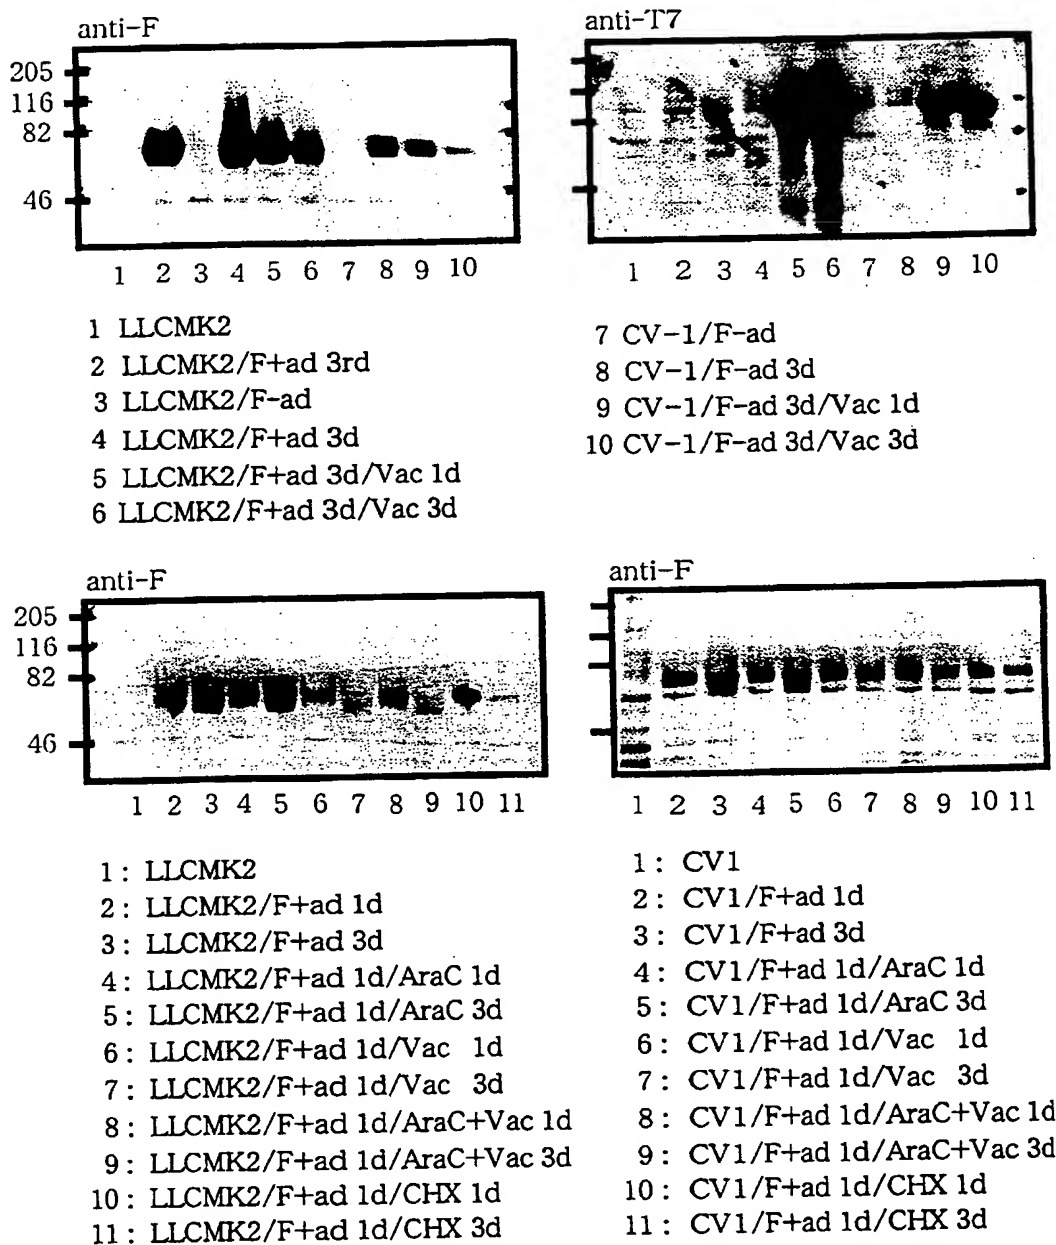 anti-F
205
116
82
46
1 2 3 4 5 6 7 8 9 10
anti-T7
1 2 3 4 5 6 7 8 9 10
1 LLCMK2
2 LLCMK2/F+ad 3rd
3 LLCMK2/F-ad
4 LLCMK2/F+ad 3d
5 LLCMK2/F+ad 3d/Vac 1d
6 LLCMK2/F+ad 3d/Vac 3d
7 CV-1/F-ad
8 CV-1/F-ad 3d
9 CV-1/F-ad 3d/Vac 1d
10 CV-1/F-ad 3d/Vac 3d
anti-F
205
116
82
46
1 2 3 4 5 6 7 8 9 10 11
anti-F
1 2 3 4 5 6 7 8 9 10 11
1: LLCMK2
2: LLCMK2/F+ad 1d
3: LLCMK2/F+ad 3d
4: LLCMK2/F+ad 1d/AraC 1d
5: LLCMK2/F+ad 1d/AraC 3d
6: LLCMK2/F+ad 1d/Vac 1d
7: LLCMK2/F+ad 1d/Vac 3d
8: LLCMK2/F+ad 1d/AraC+Vac 1d
9: LLCMK2/F+ad 1d/AraC+Vac 3d
10: LLCMK2/F+ad 1d/CHX 1d
11: LLCMK2/F+ad 1d/CHX 3d
1: CV1
2: CV1/F+ad 1d
3: CV1/F+ad 3d
4: CV1/F+ad 1d/AraC 1d
5: CV1/F+ad 1d/AraC 3d
6: CV1/F+ad 1d/Vac 1d
7: CV1/F+ad 1d/Vac 3d
8: CV1/F+ad 1d/AraC+Vac 1d
9: CV1/F+ad 1d/AraC+Vac 3d
10: CV1/F+ad 1d/CHX 1d
11: CV1/F+ad 1d/CHX 3d